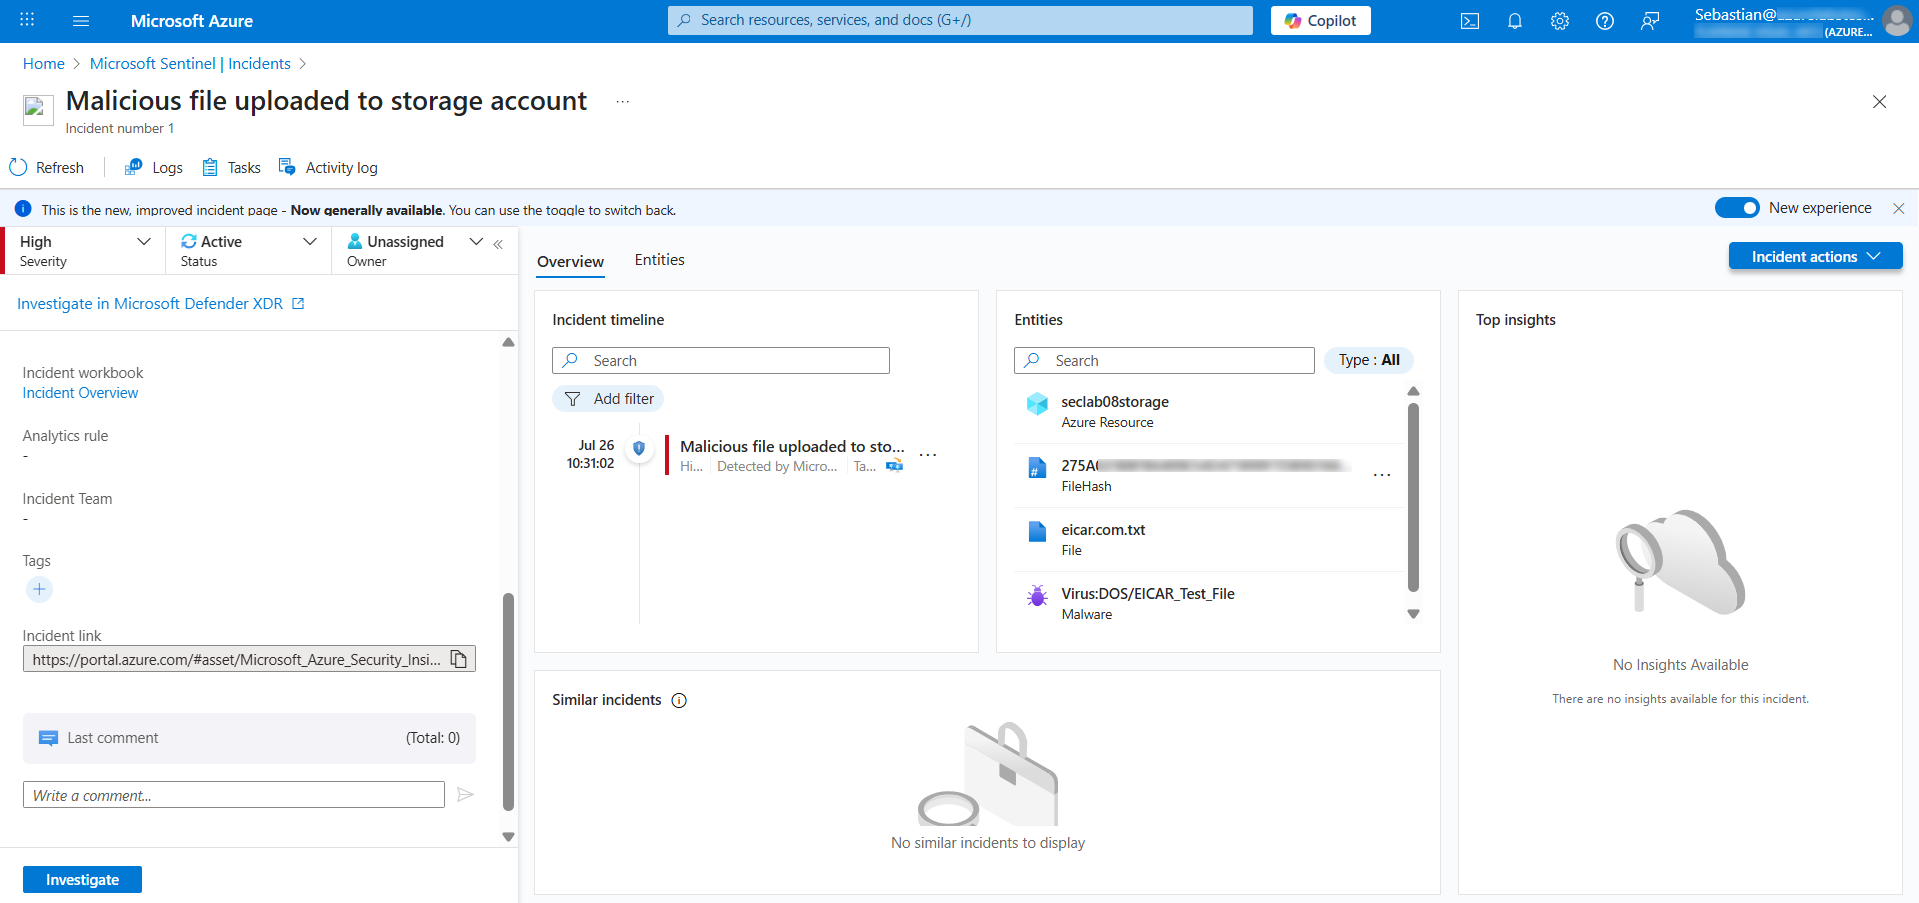 Microsoft Azure
Search resources, services, and docs (G+/)
Copilot
Sebastian@
(AZURE...
Home > Microsoft Sentinel | Incidents >
Malicious file uploaded to storage account ...
Incident number 1
Refresh
Logs
Tasks
Activity log
This is the new, improved incident page - Now generally available. You can use the toggle to switch back.
New experience
High
Severity
Active
Status
Unassigned
Owner
Investigate in Microsoft Defender XDR
Incident workbook
Incident Overview
Analytics rule
-
Incident Team
-
Tags
Incident link
https://portal.azure.com/#asset/Microsoft_Azure_Security_Insi...
Last comment
(Total: 0)
Write a comment...
Investigate
Overview
Entities
Incident actions
Incident timeline
Search
Add filter
Jul 26
10:31:02
Malicious file uploaded to sto...
Hi... Detected by Micro... Ta...
Entities
Search
Type : All
seclab08storage
Azure Resource
275A
FileHash
eicar.com.txt
File
Virus:DOS/EICAR_Test_File
Malware
Similar incidents
No similar incidents to display
Top insights
No Insights Available
There are no insights available for this incident.